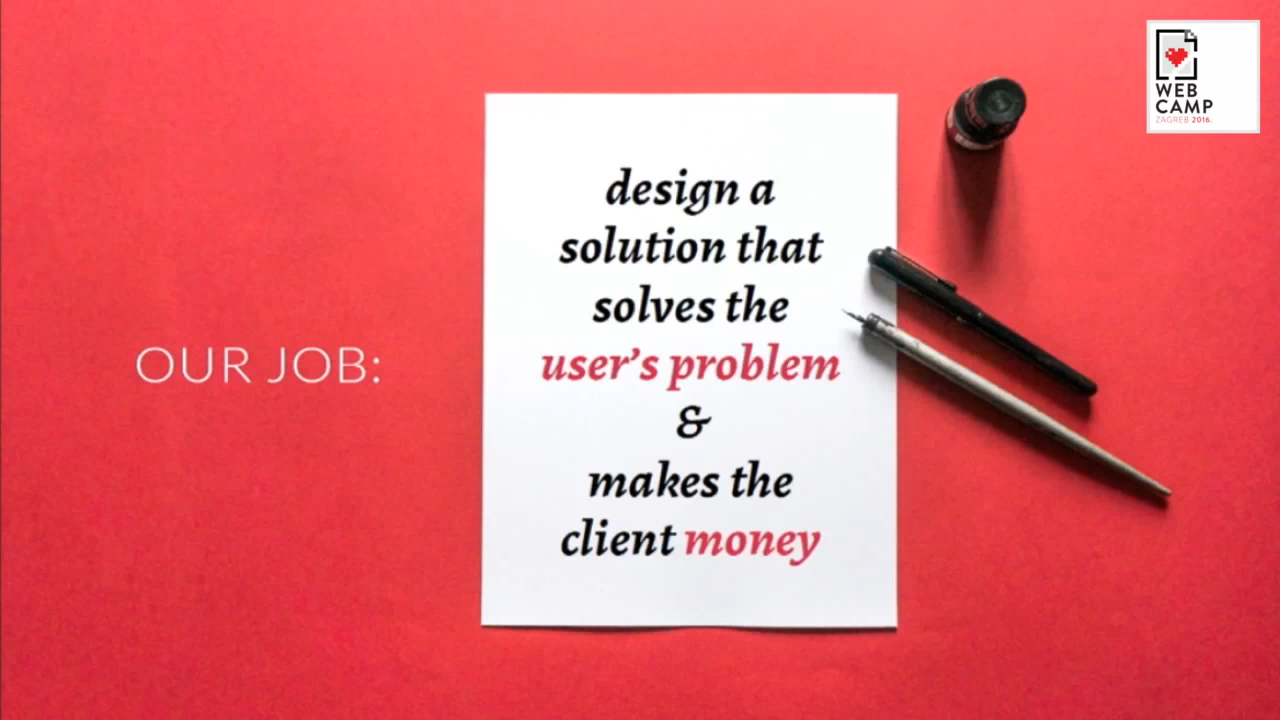 OUR JOB:
design a
solution that
solves the
user's problem
&
makes the
client money
WEB
CAMP
ZAGREB 2016.